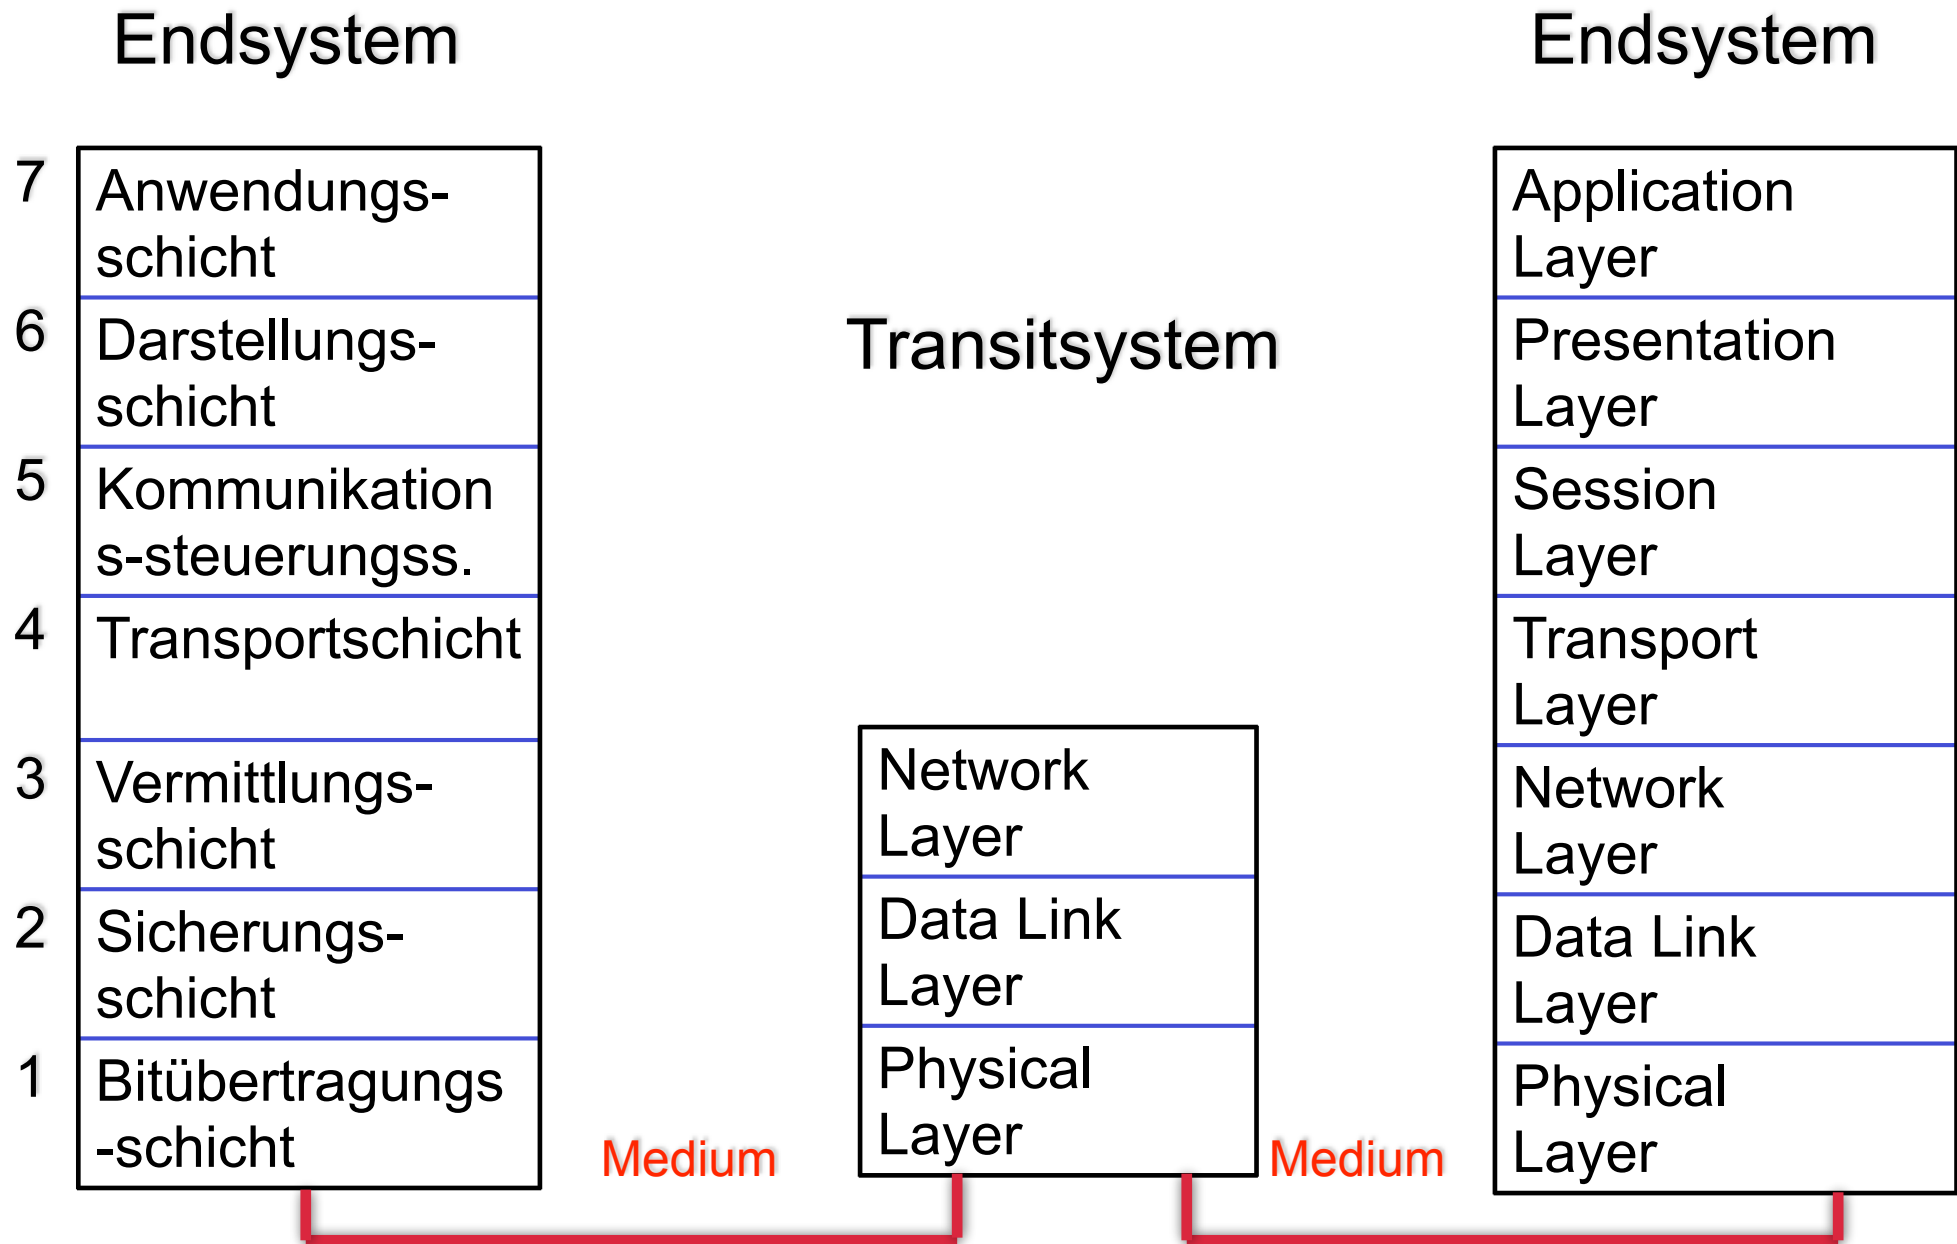 Endsystem
Endsystem
7
Anwendungs-
schicht
6
Darstellungs-
schicht
5
Kommunikation
s-steuerungss.
4
Transportschicht
3
Vermittlungs-
schicht
2
Sicherungs-
schicht
1
Bitübertragungs
-schicht
Transitsystem
Network
Layer
Data Link
Layer
Physical
Layer
Medium
Medium
Application
Layer
Presentation
Layer
Session
Layer
Transport
Layer
Network
Layer
Data Link
Layer
Physical
Layer